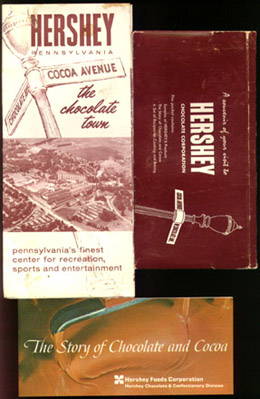 HERSHEY
PENNSYLVANIA
COCOA AVENUE
CHOCOLATE
the
chocolate
town
pennsylvania's finest
center for recreation,
sports and entertainment
A souvenir of your visit to
HERSHEY
CHOCOLATE CORPORATION
The Story of Chocolate and Cocoa
Hershey Foods Corporation
Hershey Chocolate & Confectionery Division